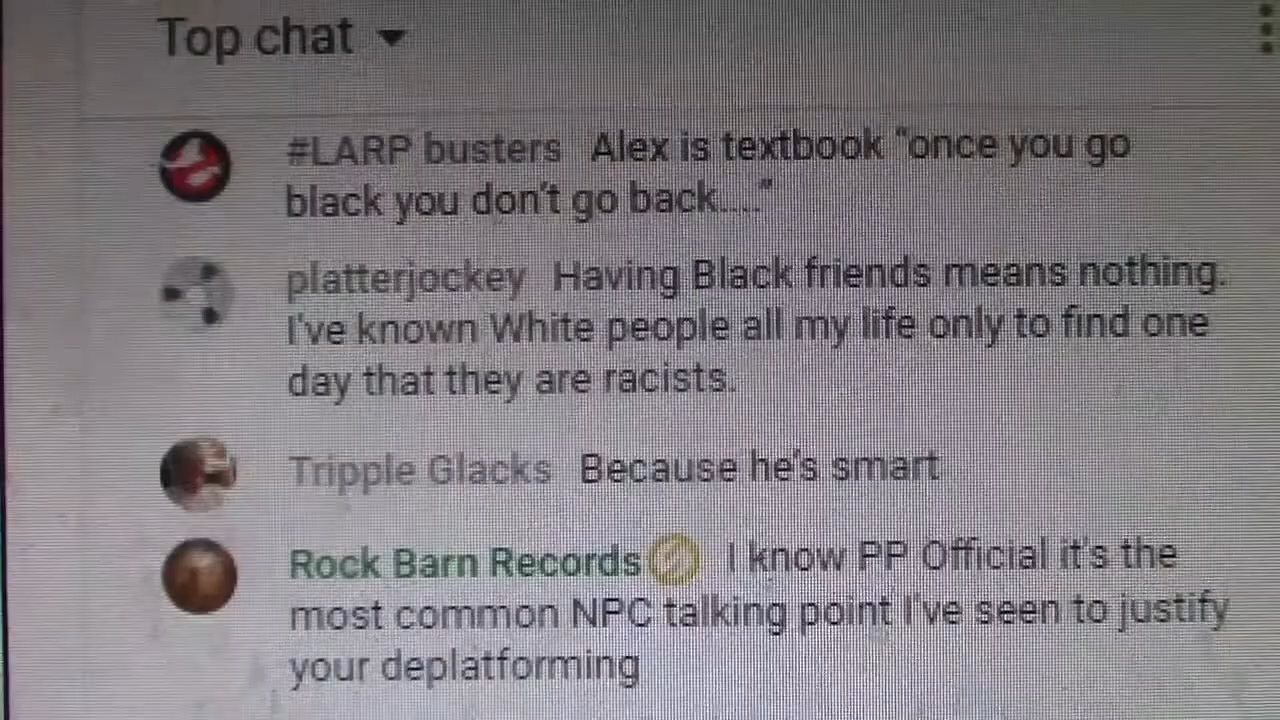 Top chat
#LARP busters Alex is textbook "once you go
black you don't go back...."
platterjockey Having Black friends means nothing.
I've known White people all my life only to find one
day that they are racists.
Tripple Glacks Because he's smart
Rock Barn Records I know PP Official it's the
most common NPC talking point I've seen to justify
your deplatforming